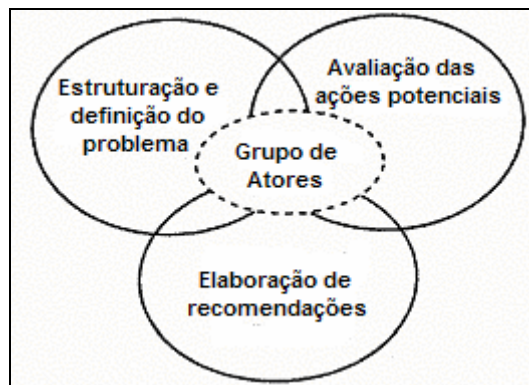 Estruturação e
definição do
problema
Avaliação das
ações potenciais
Grupo de
Atores
Elaboração de
recomendações